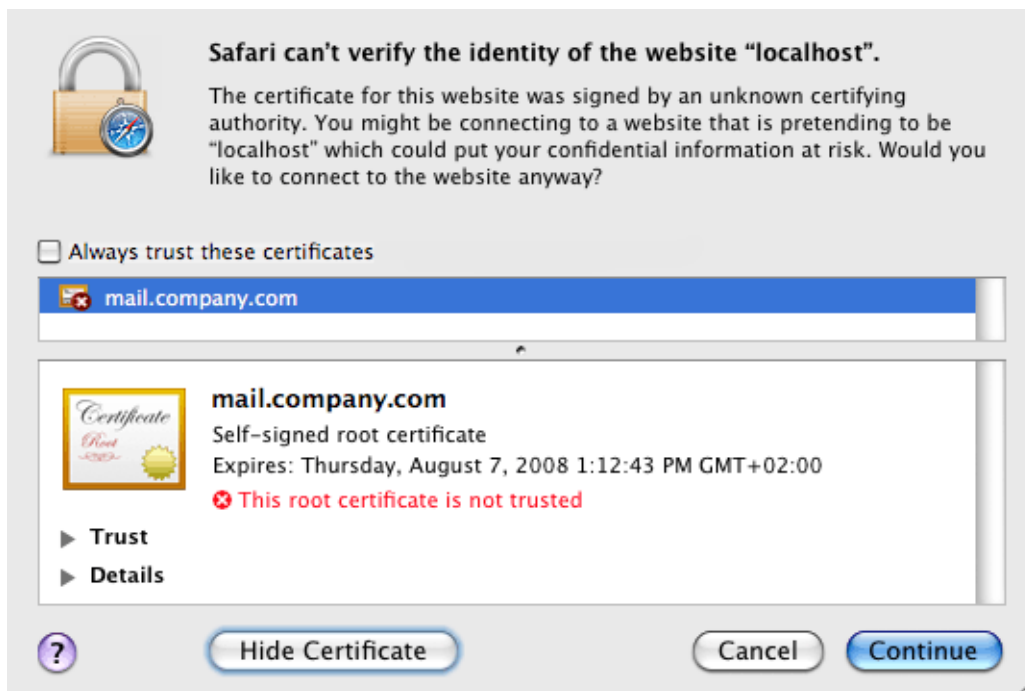 Safari can't verify the identity of the website “localhost”.
The certificate for this website was signed by an unknown certifying
authority. You might be connecting to a website that is pretending to be
“localhost” which could put your confidential information at risk. Would you
like to connect to the website anyway?
Always trust these certificates
mail.company.com
Certificate
Root
mail.company.com
Self-signed root certificate
Expires: Thursday, August 7, 2008 1:12:43 PM GMT+02:00
This root certificate is not trusted
Trust
Details
?
Hide Certificate
Cancel
Continue